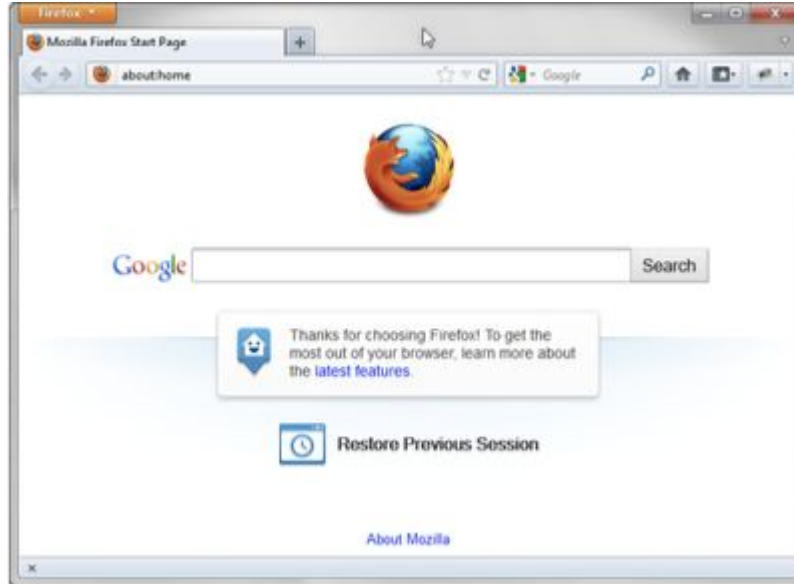 Firefox
Mozilla Firefox Start Page
about:home
Google
Google
Search
Thanks for choosing Firefox! To get the
most out of your browser, learn more about
the latest features.
Restore Previous Session
About Mozilla